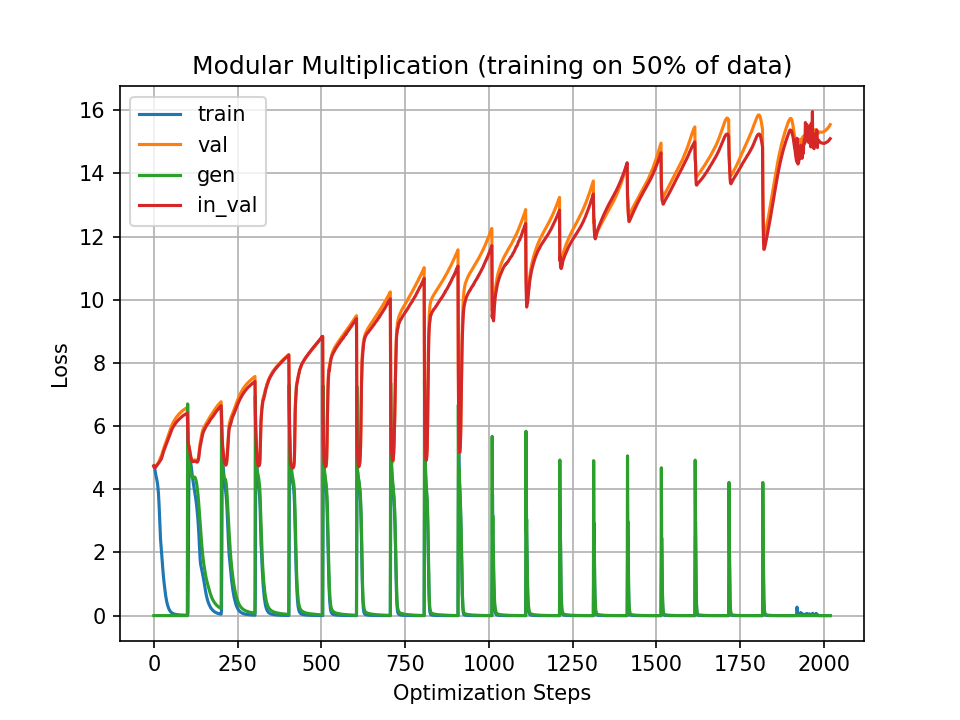 Modular Multiplication (training on 50% of data)
train
val
gen
in_val
16
14
12
10
8
6
4
2
0
Loss
0 250 500 750 1000 1250 1500 1750 2000
Optimization Steps